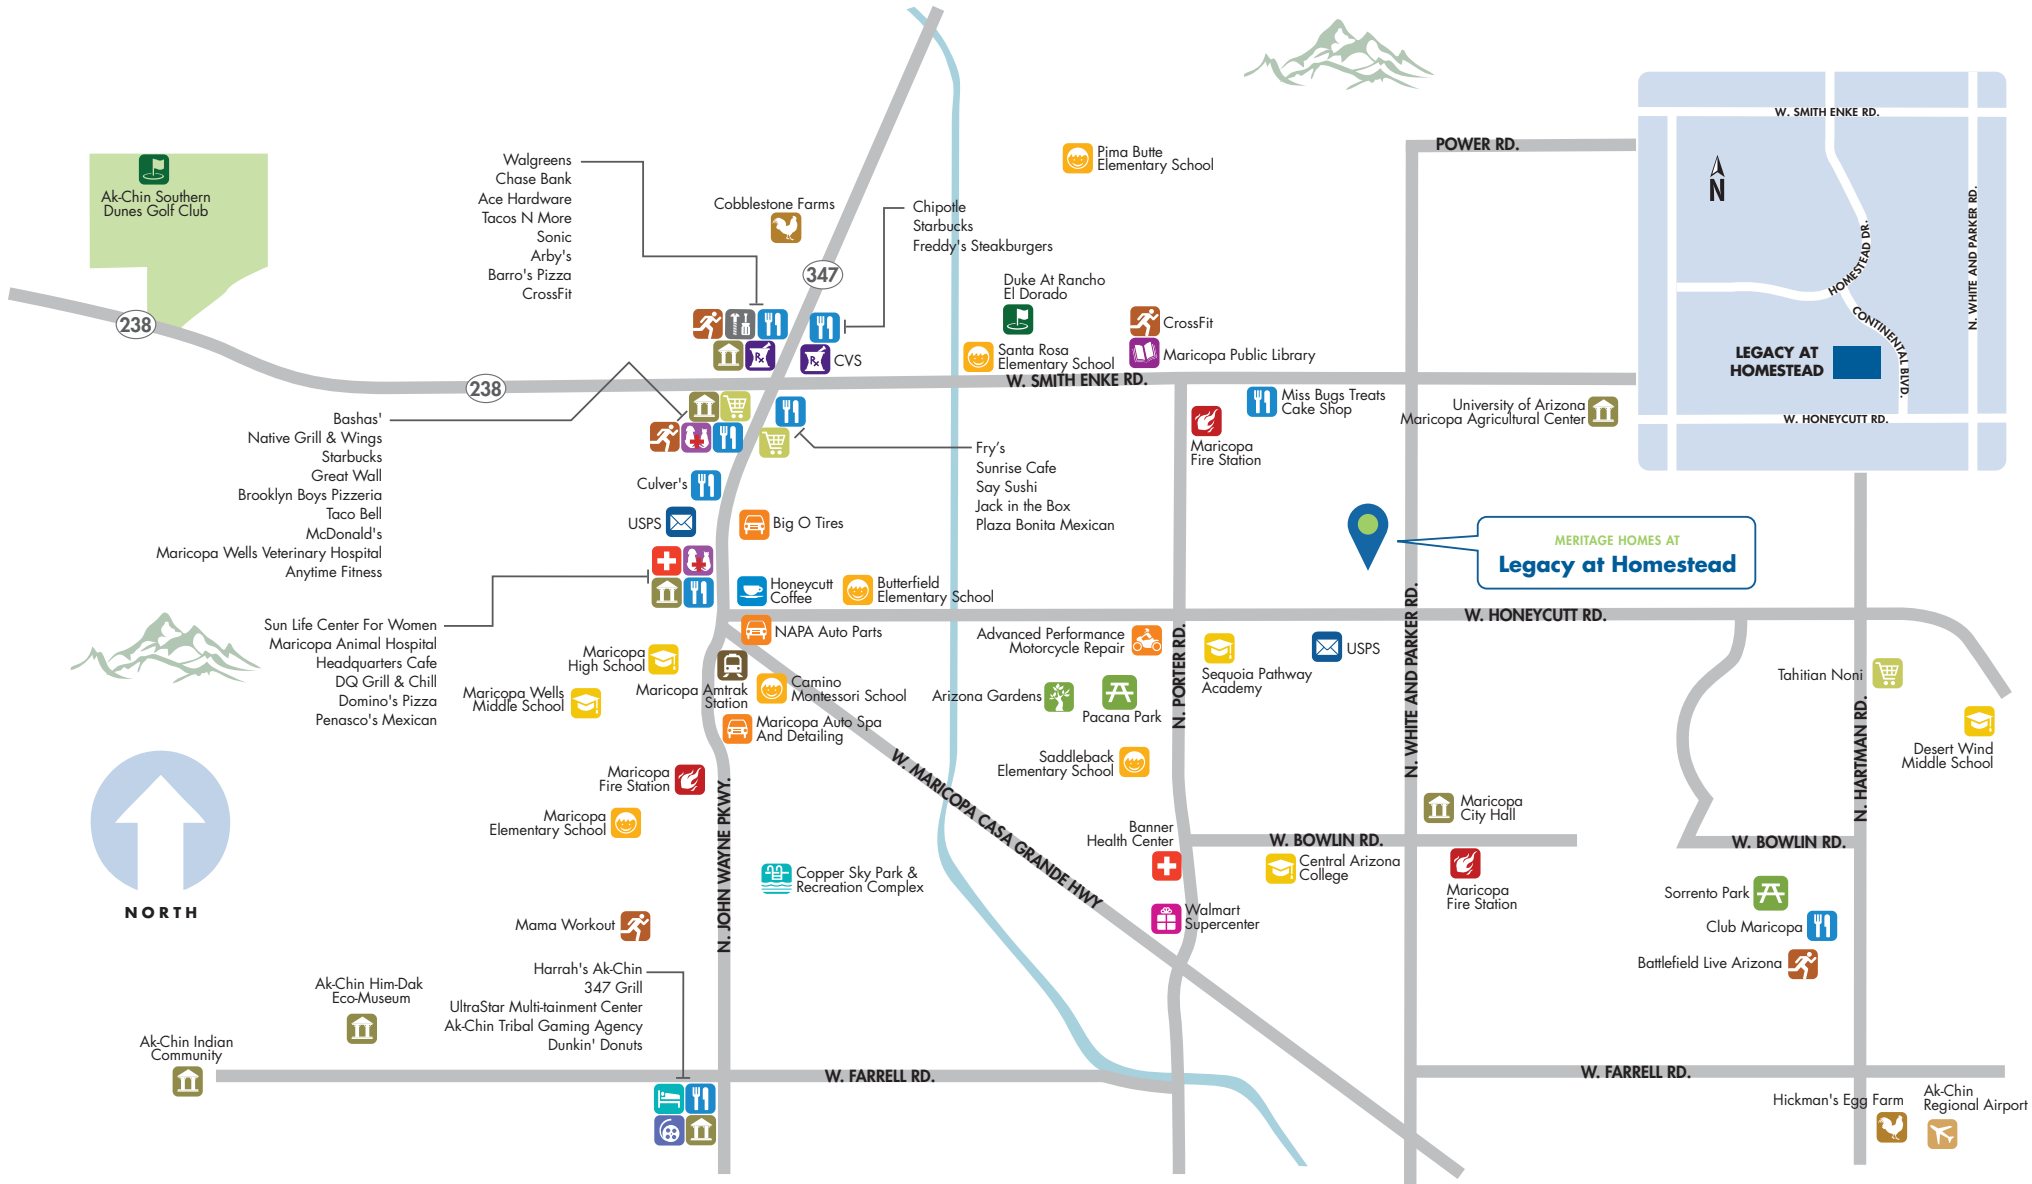 W. SMITH ENKE RD.
N
HOMESTEAD DR.
N. WHITE AND PARKER RD.
CONTINENTAL BLVD.
LEGACY AT
HOMESTEAD
W. HONEYCUTT RD.
POWER RD.
Pima Butte
Elementary School
Walgreens
Chase Bank
Ace Hardware
Tacos N More
Sonic
Arby's
Barro's Pizza
CrossFit
Ak-Chin Southern
Dunes Golf Club
Cobblestone Farms
Chipotle
Starbucks
Freddy's Steakburgers
347
238
238
Duke At Rancho
El Dorado
CrossFit
Maricopa Public Library
Santa Rosa
Elementary School
Rx
Rx
CVS
W. SMITH ENKE RD.
Miss Bugs Treats
Cake Shop
University of Arizona
Maricopa Agricultural Center
Maricopa
Fire Station
Bashas'
Native Grill & Wings
Starbucks
Great Wall
Brooklyn Boys Pizzeria
Taco Bell
McDonald's
Maricopa Wells Veterinary Hospital
Anytime Fitness
Fry's
Sunrise Cafe
Say Sushi
Jack in the Box
Plaza Bonita Mexican
Culver's
USPS
Big O Tires
MERITAGE HOMES AT
Legacy at Homestead
Honeycutt
Coffee
Butterfield
Elementary School
W. HONEYCUTT RD.
Sun Life Center For Women
Maricopa Animal Hospital
Headquarters Cafe
DQ Grill & Chill
Domino's Pizza
Penasco's Mexican
NAPA Auto Parts
Advanced Performance
Motorcycle Repair
N. PORTER RD.
N. WHITE AND PARKER RD.
USPS
Sequoia Pathway
Academy
Maricopa
High School
Maricopa Wells
Middle School
Maricopa Amtrak
Station
Camino
Montessori School
Arizona Gardens
Pacana Park
Tahitian Noni
N. HARTMAN RD.
Desert Wind
Middle School
Maricopa Auto Spa
And Detailing
Saddleback
Elementary School
W. MARICOPA CASA GRANDE HWY
Maricopa
Fire Station
N. JOHN WAYNE PKWY.
Maricopa
Elementary School
Maricopa
City Hall
Banner
Health Center
W. BOWLIN RD.
W. BOWLIN RD.
Central Arizona
College
Copper Sky Park &
Recreation Complex
Maricopa
Fire Station
Sorrento Park
Walmart
Supercenter
Club Maricopa
Battlefield Live Arizona
NORTH
Mama Workout
Harrah's Ak-Chin
347 Grill
UltraStar Multi-tainment Center
Ak-Chin Tribal Gaming Agency
Dunkin' Donuts
Ak-Chin Him-Dak
Eco-Museum
Ak-Chin Indian
Community
W. FARRELL RD.
W. FARRELL RD.
Hickman's Egg Farm
Ak-Chin
Regional Airport